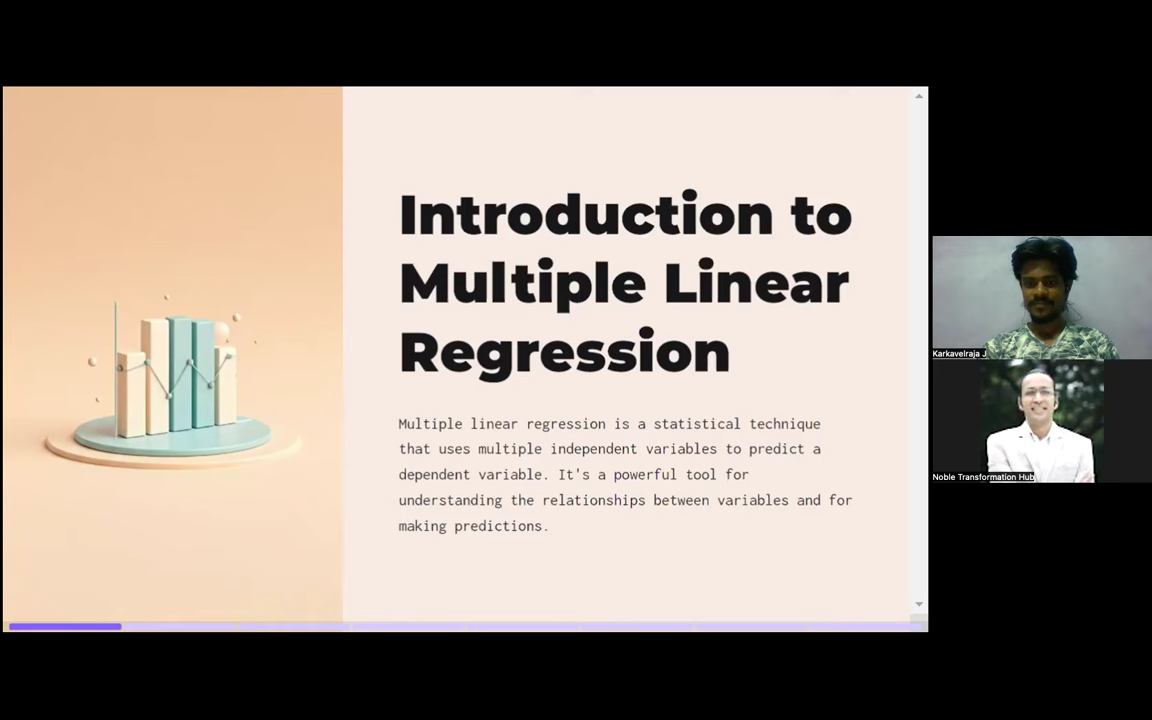 Introduction to
Multiple Linear
Regression
Multiple linear regression is a statistical technique
that uses multiple independent variables to predict a
dependent variable. It's a powerful tool for
understanding the relationships between variables and for
making predictions.
Karkavelraja J
Noble Transformation Hub